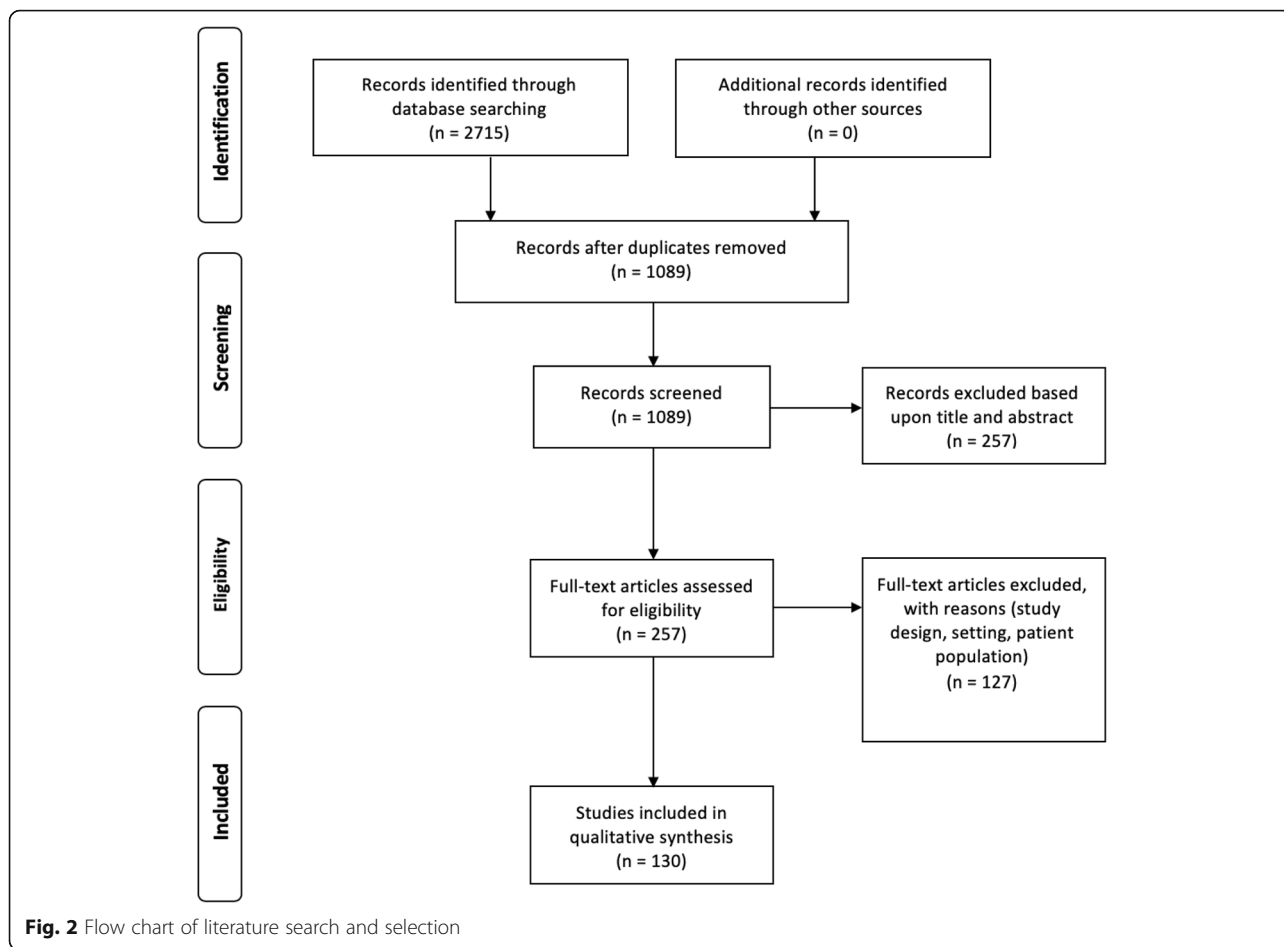 Identification
Records identified through
database searching
(n = 2715)
Additional records identified
through other sources
(n = 0)
Records after duplicates removed
(n = 1089)
Screening
Records screened
(n = 1089)
Records excluded based
upon title and abstract
(n = 257)
Eligibility
Full-text articles assessed
for eligibility
(n = 257)
Full-text articles excluded,
with reasons (study
design, setting, patient
population)
(n = 127)
Included
Studies included in
qualitative synthesis
(n = 130)
Fig. 2 Flow chart of literature search and selection